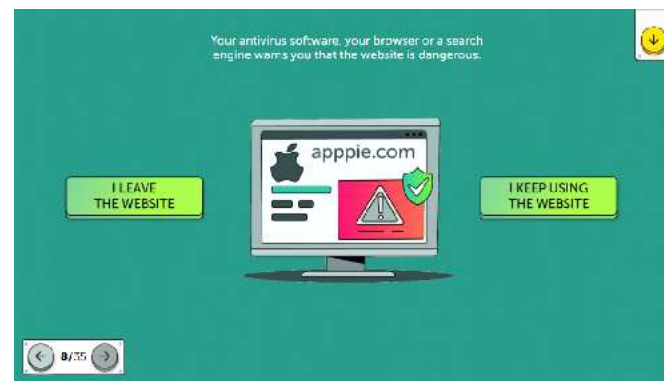 Your antivirus software, your browser or a search
engine warns you that the website is dangerous.
apppie.com
I LEAVE
THE WEBSITE
I KEEP USING
THE WEBSITE
8/35